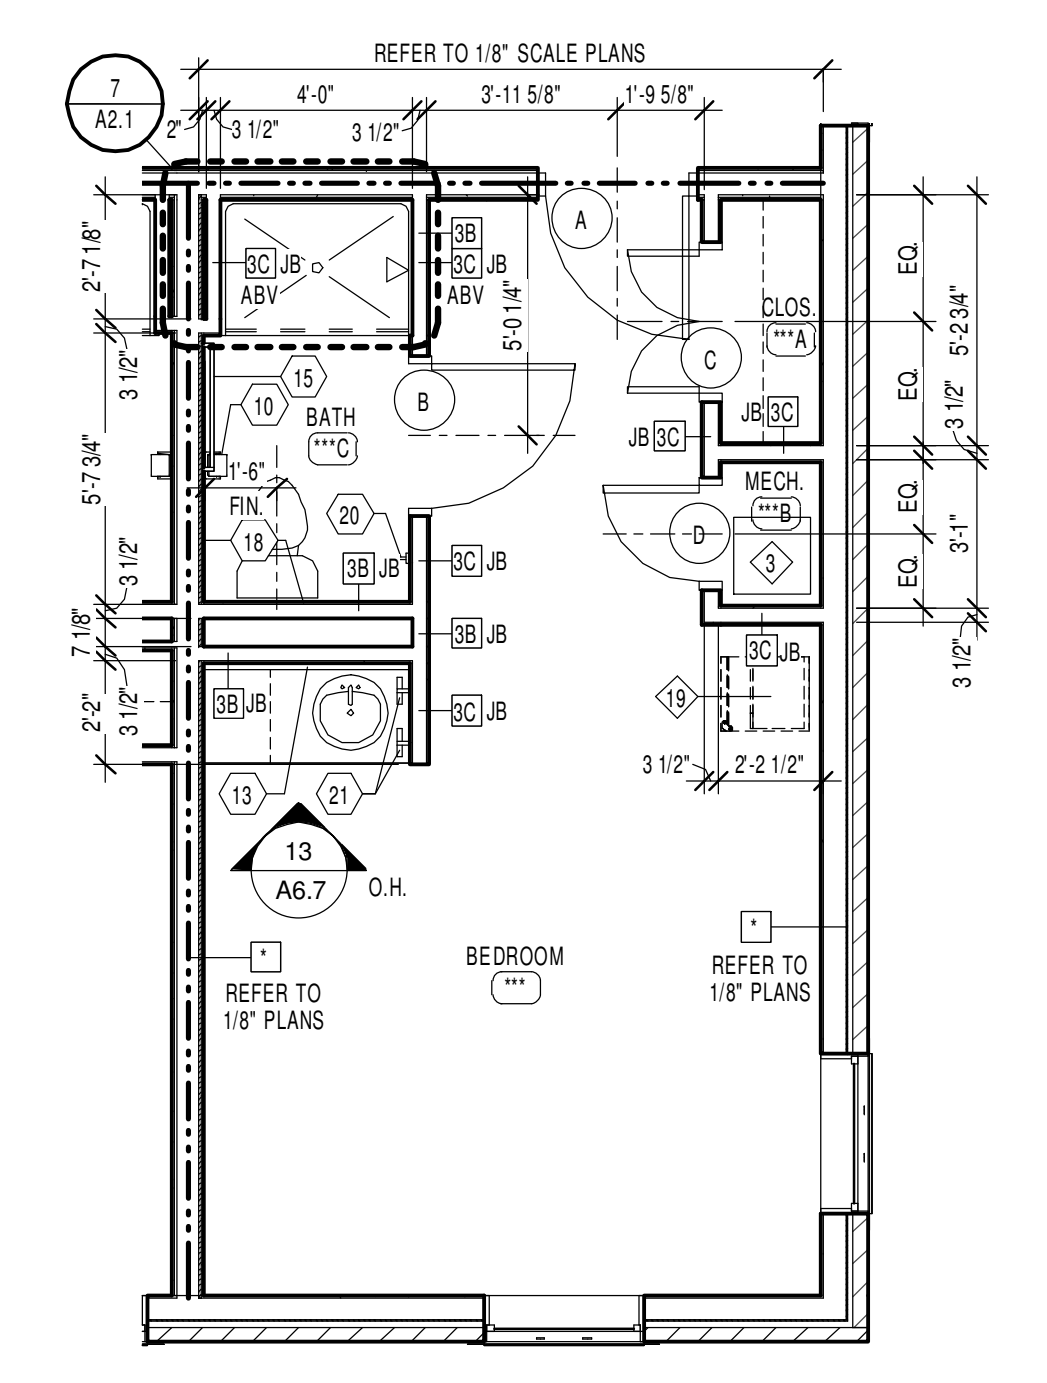 REFER TO 1/8" SCALE PLANS
7
A2.1
4'-0"
3'-11 5/8"
1'-9 5/8"
2"
3 1/2"
3 1/2"
A
3B
3C JB
ABV
3C JB
ABV
2'-7 1/8"
5'-0 1/4"
EQ.
CLOS.
***A
5'-2 3/4"
3 1/2"
15
10
BATH
***C
B
C
EQ.
JB 3C
JB 3C
3 1/2"
5'-7 3/4"
1'-6"
FIN.
18
20
MECH.
***B
D
3
EQ.
3'-1"
EQ.
3 1/2"
3B JB
3C JB
3B JB
7 1/8"
3C JB
3 1/2"
19
2'-2"
3 1/2"
3B JB
3C JB
3 1/2"
2'-2 1/2"
13
21
13
A6.7
O.H.
*
REFER TO
1/8" PLANS
BEDROOM
***
*
REFER TO
1/8" PLANS